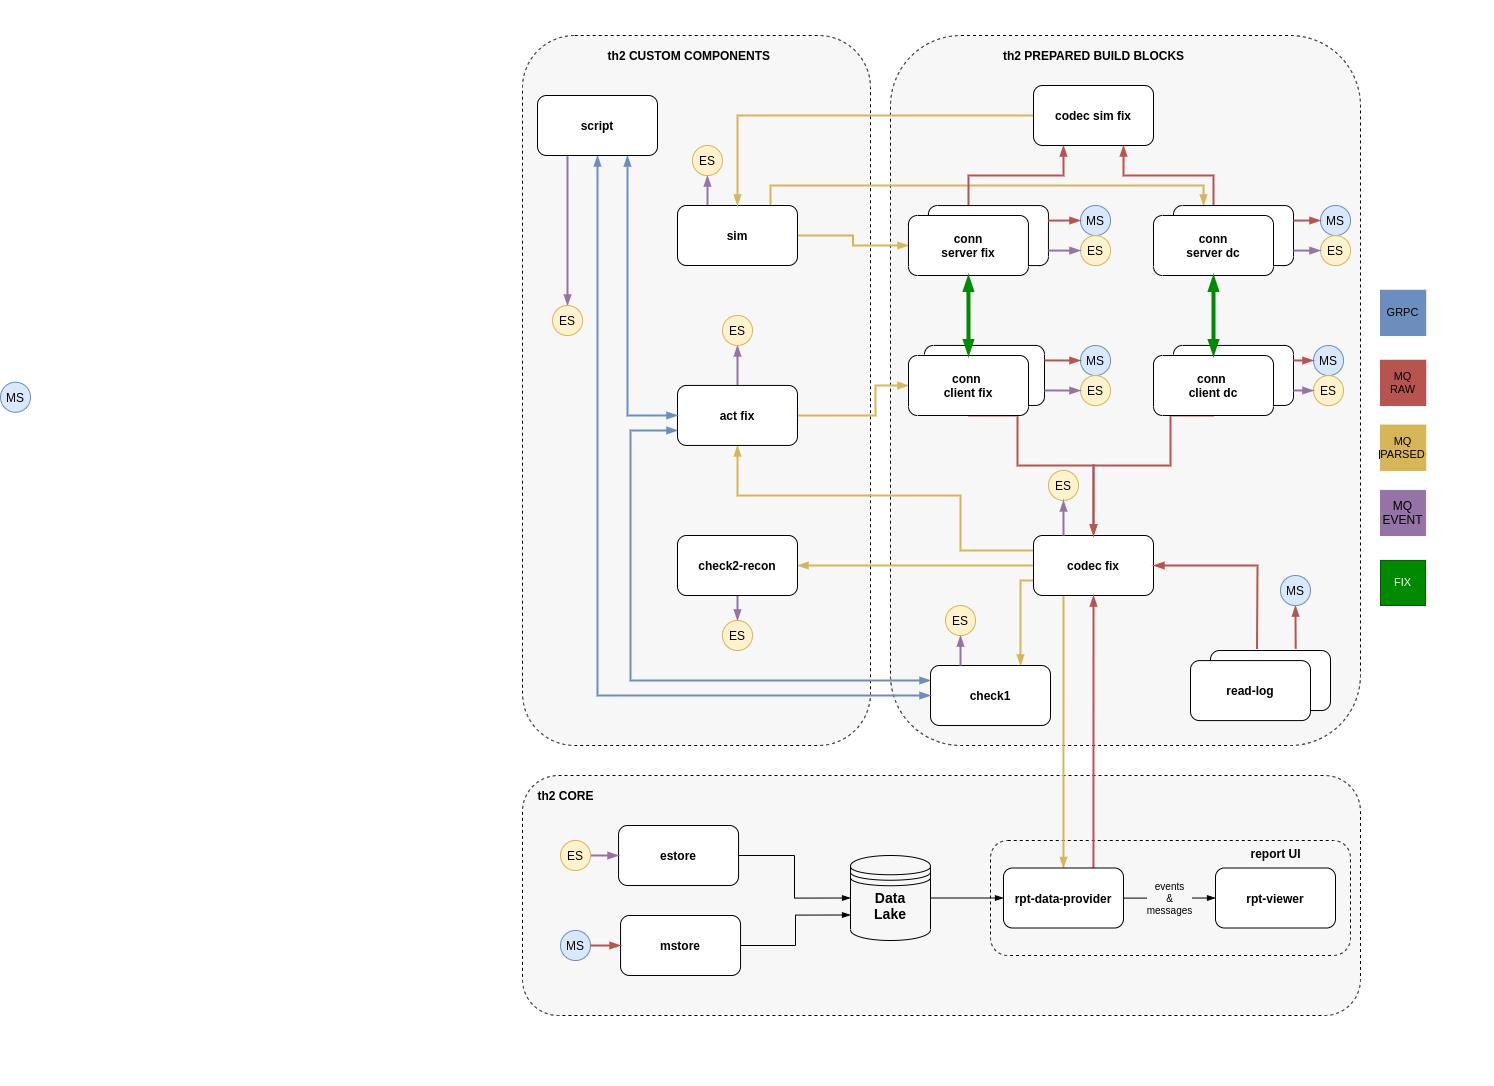 th2 CUSTOM COMPONENTS
th2 PREPARED BUILD BLOCKS
script
codec sim fix
ES
sim
conn
server fix
MS
ES
conn
server dc
MS
ES
GRPC
ES
ES
MS
act fix
conn
client fix
MS
ES
conn
client dc
MS
ES
MQ
RAW
MQ
PARSED
ES
MQ
EVENT
check2-recon
codec fix
FIX
MS
ES
ES
check1
read-log
th2 CORE
ES
estore
MS
mstore
Data
Lake
report UI
rpt-data-provider
events
&
messages
rpt-viewer